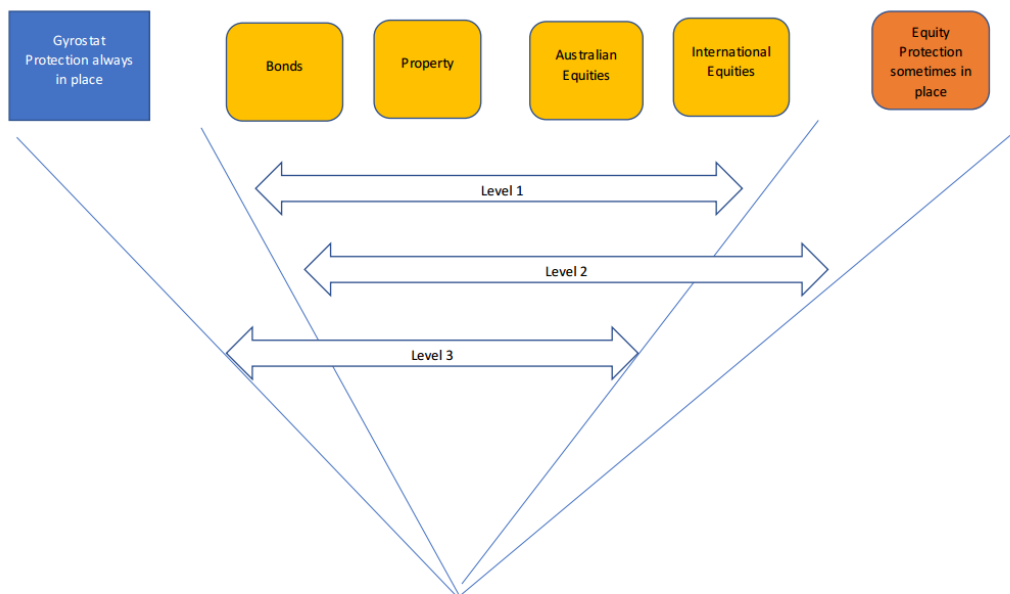 Gyrostat
Protection always
in place
Bonds
Property
Australian
Equities
International
Equities
Equity
Protection
sometimes in
place
Level 1
Level 2
Level 3